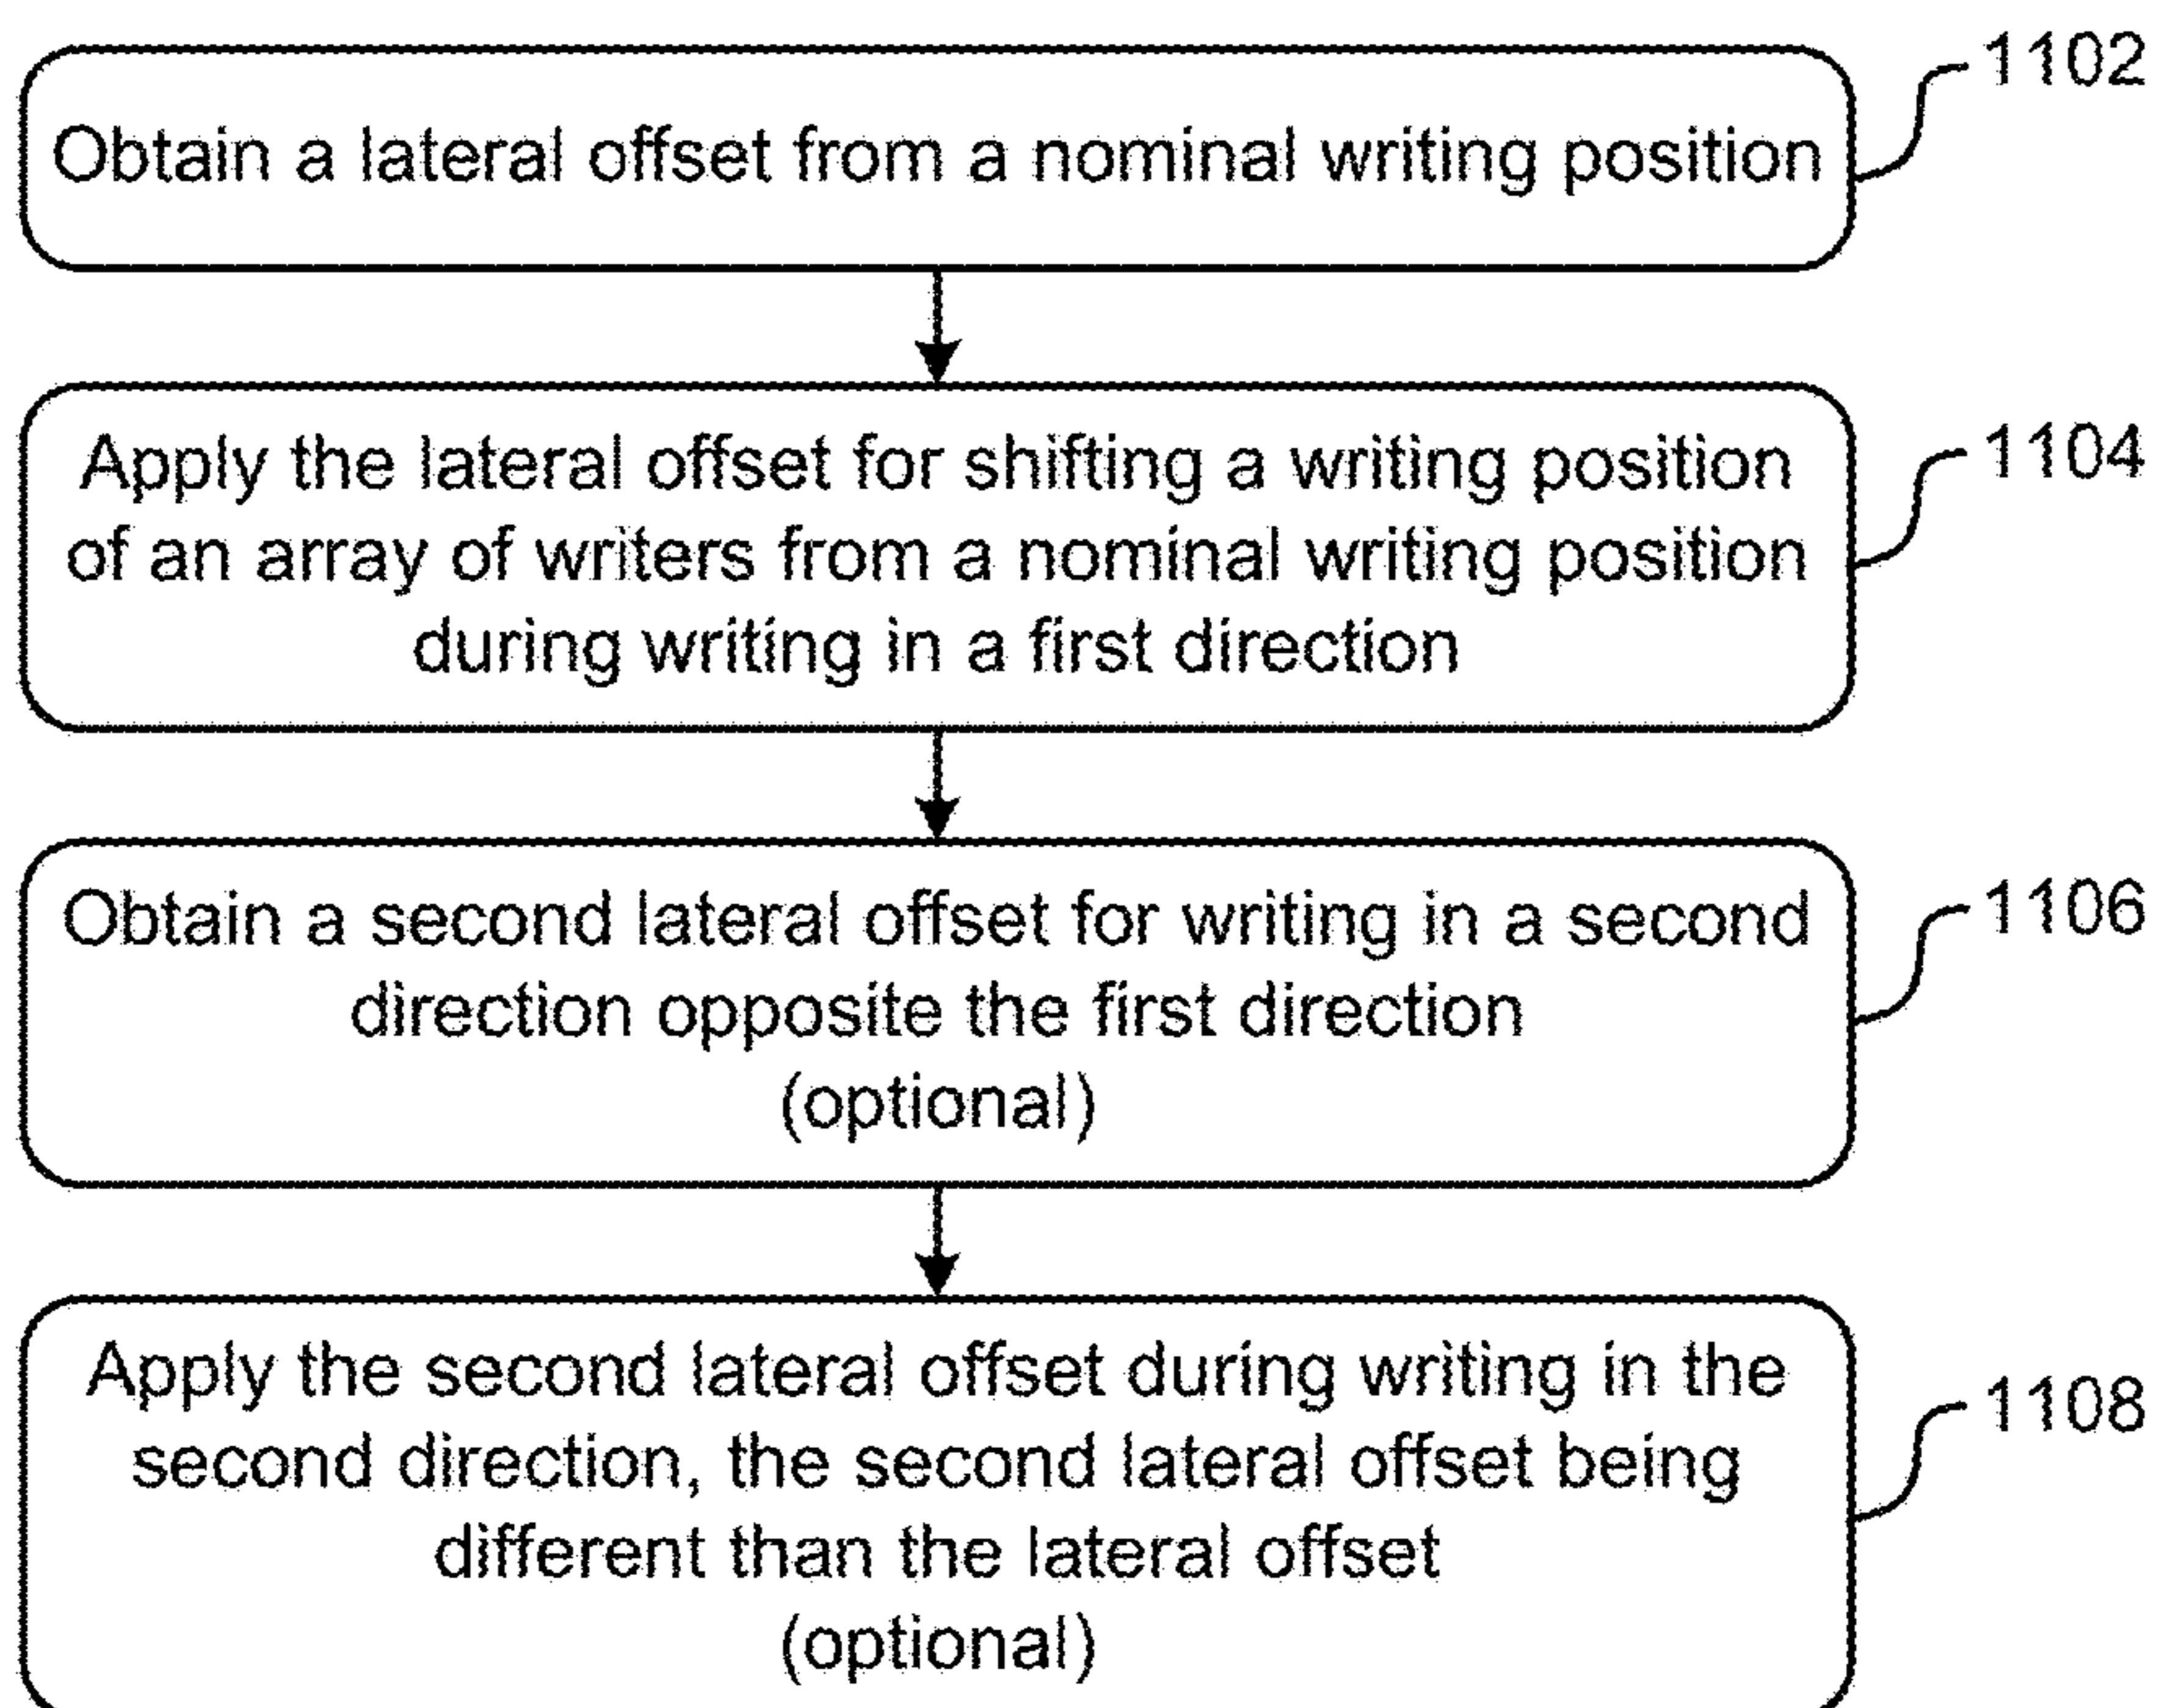 1102
Obtain a lateral offset from a nominal writing position
Apply the lateral offset for shifting a writing position
of an array of writers from a nominal writing position
during writing in a first direction
1104
Obtain a second lateral offset for writing in a second
direction opposite the first direction
(optional)
1106
Apply the second lateral offset during writing in the
second direction, the second lateral offset being
different than the lateral offset
(optional)
1108